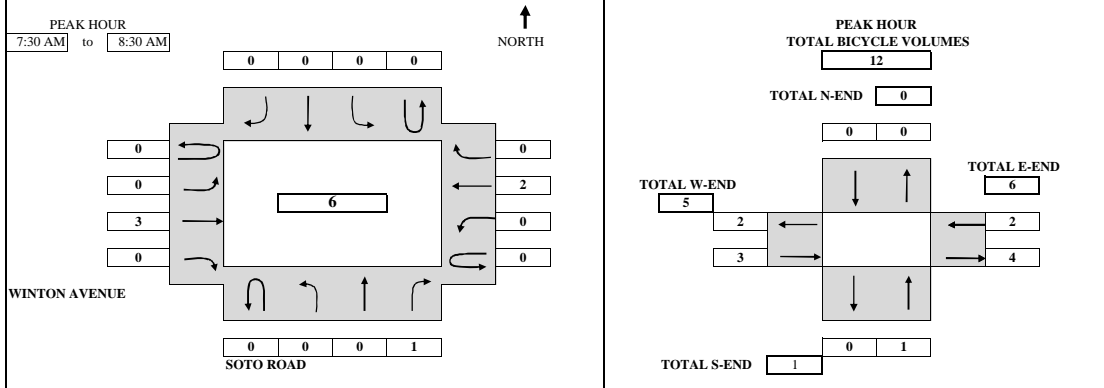 PEAK HOUR
7:30 AM to 8:30 AM
NORTH
0 0 0 0
0 0
0 2
6
3 0
0 0
WINTON AVENUE
0 0 0 1
SOTO ROAD
PEAK HOUR
TOTAL BICYCLE VOLUMES
12
TOTAL N-END 0
0 0
TOTAL E-END
6
TOTAL W-END
5
2 2
3 4
0 1
TOTAL S-END 1